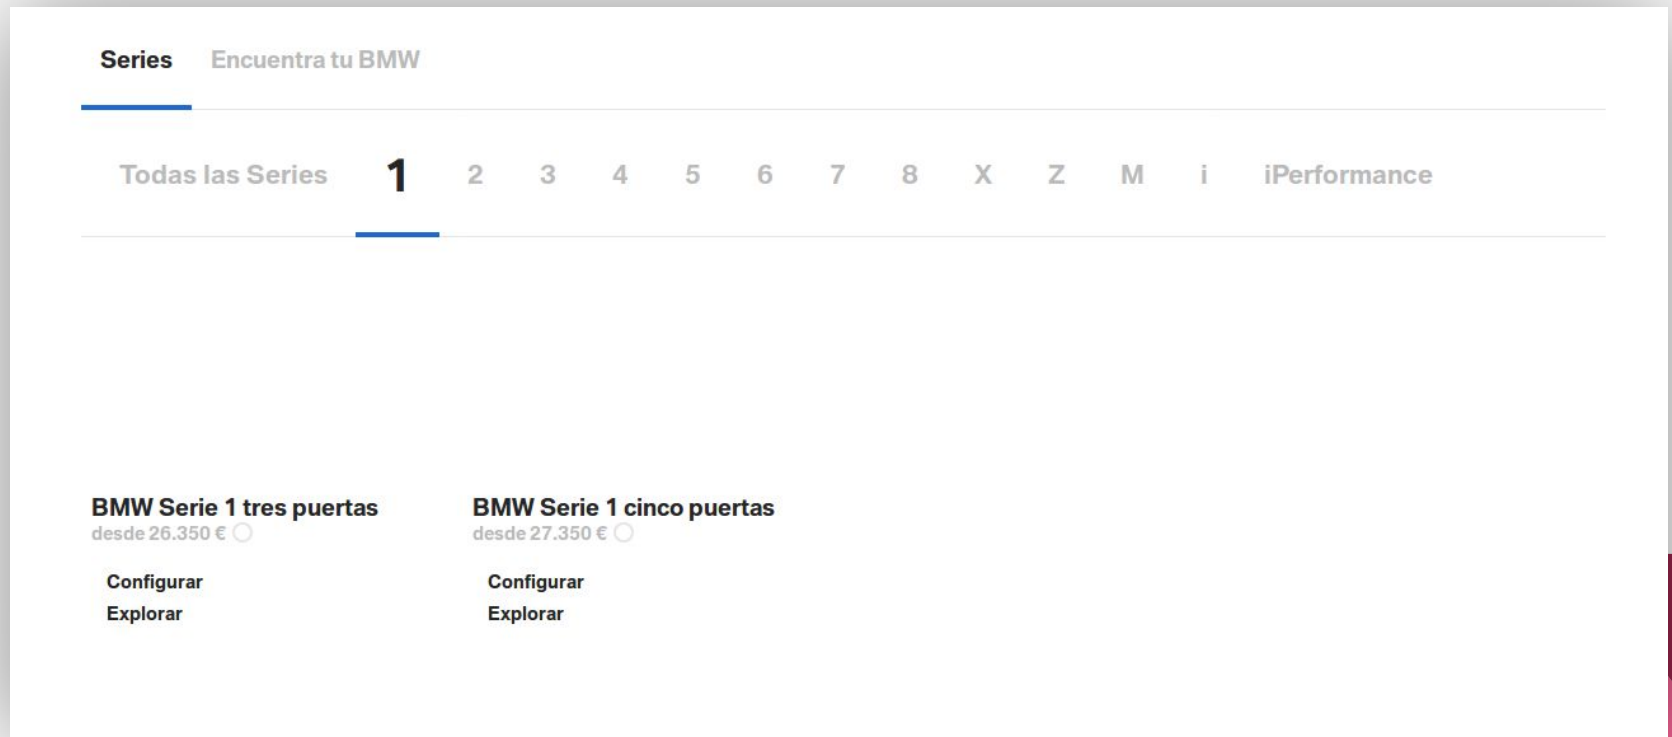 Series Encuentra tu BMW
Todas las Series 1 2 3 4 5 6 7 8 X Z M i iPerformance
BMW Serie 1 tres puertas
desde 26.350 €
Configurar
Explorar
BMW Serie 1 cinco puertas
desde 27.350 €
Configurar
Explorar